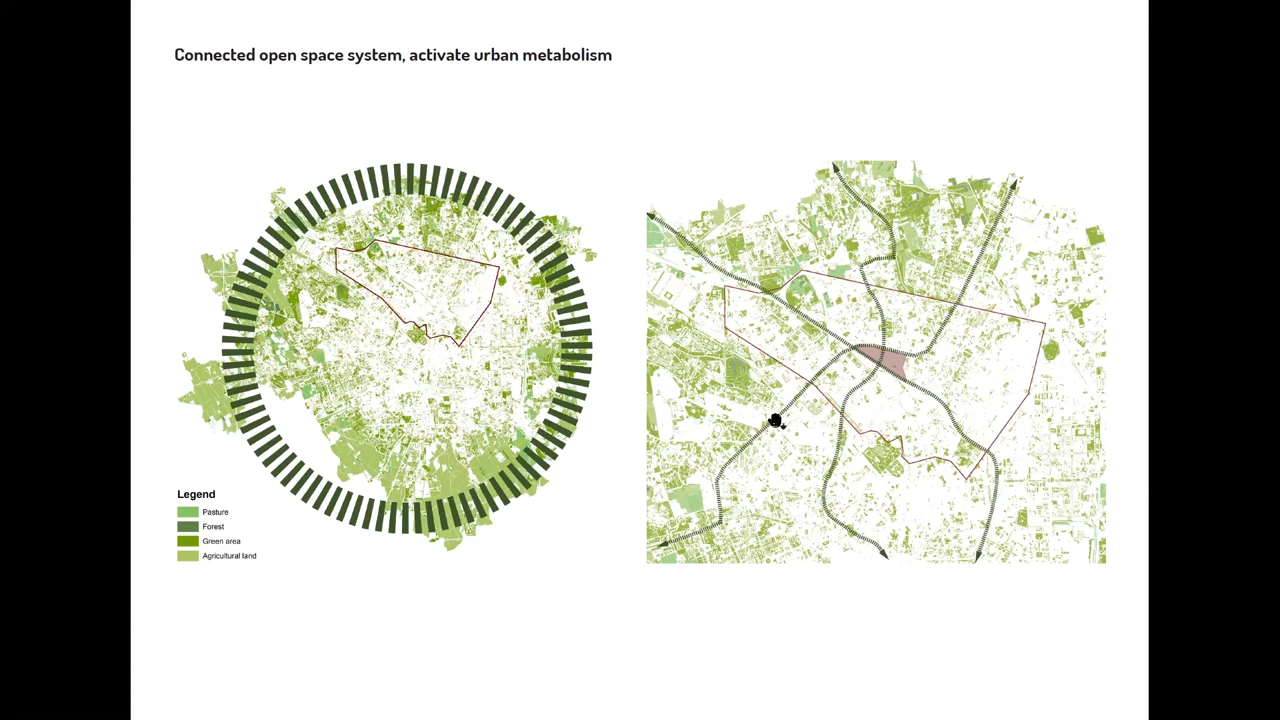 Connected open space system, activate urban metabolism
Legend
Pasture
Forest
Green area
Agricultural land